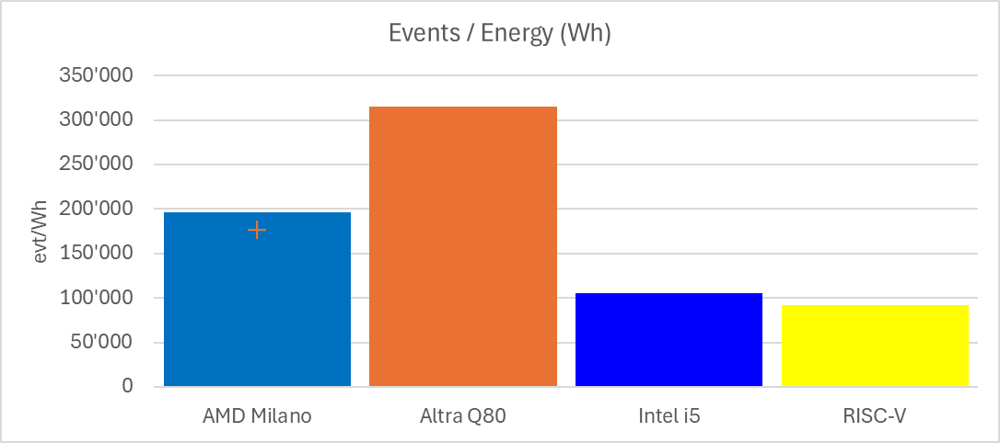 Events / Energy (Wh)
350'000
300'000
250'000
200'000
150'000
100'000
50'000
0
evt/Wh
AMD Milano
Altra Q80
Intel i5
RISC-V